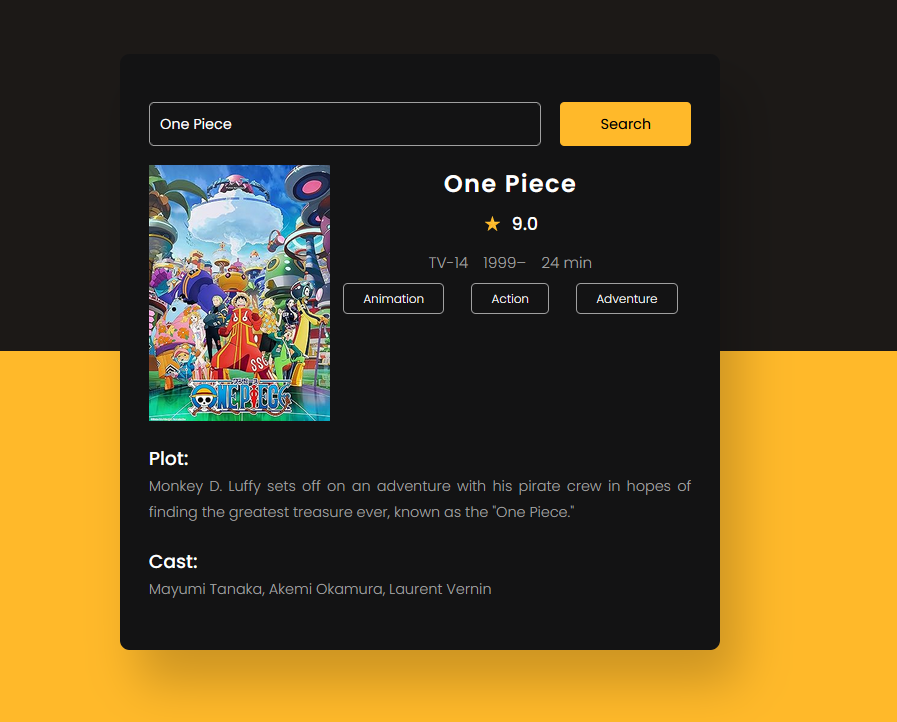 One Piece
Search
One Piece
★ 9.0
TV-14 1999– 24 min
Animation Action Adventure
ONE PIECE
Plot:
Monkey D. Luffy sets off on an adventure with his pirate crew in hopes of
finding the greatest treasure ever, known as the "One Piece."
Cast:
Mayumi Tanaka, Akemi Okamura, Laurent Vernin